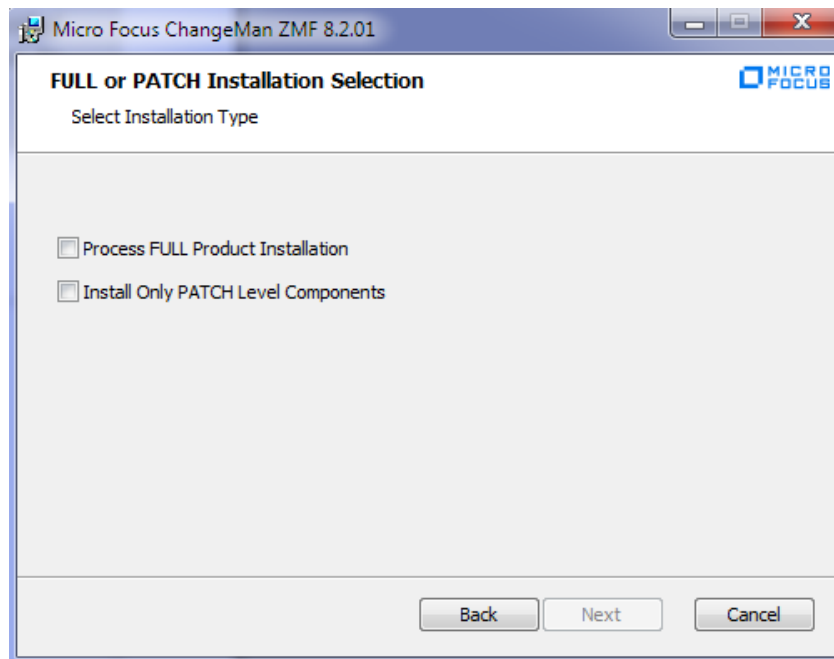 Micro Focus ChangeMan ZMF 8.2.01
FULL or PATCH Installation Selection
MICRO
FOCUS
Select Installation Type
Process FULL Product Installation
Install Only PATCH Level Components
Back Next Cancel